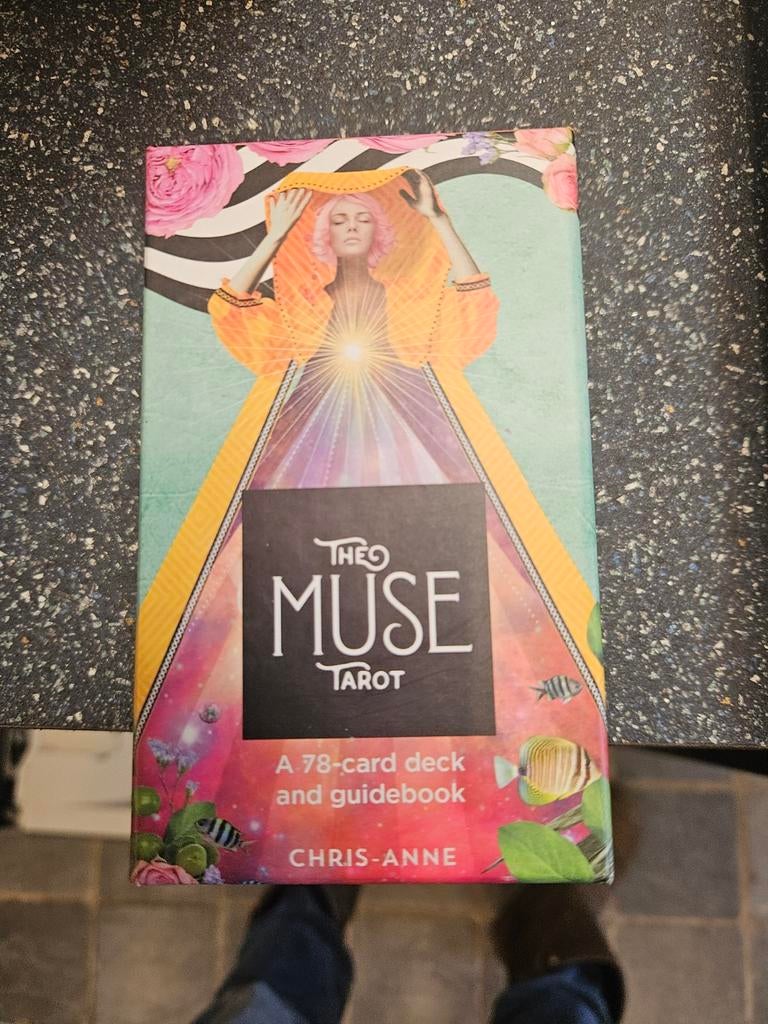 THE
MUSE
TAROT
A 78-card deck
and guidebook
CHRIS-ANNE